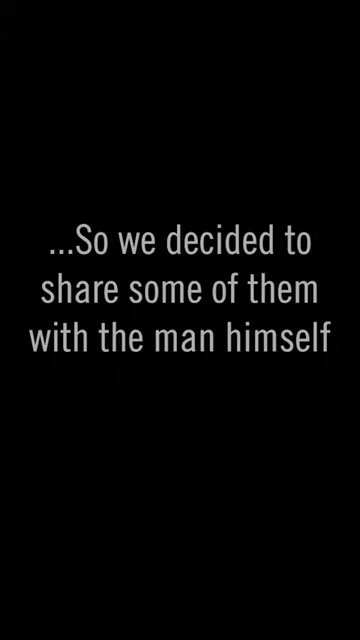 ...So we decided to
share some of them
with the man himself